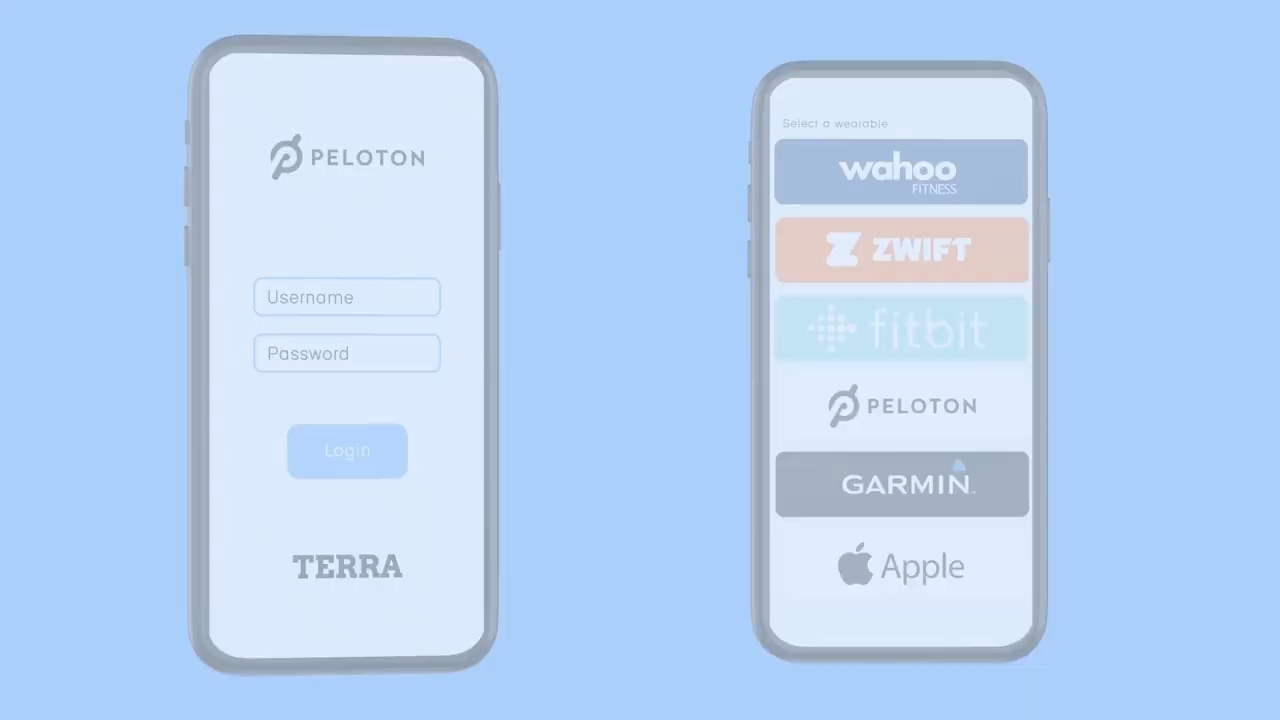 PELOTON
Username
Password
Login
TERRA
Select a wearable
wahoo
FITNESS
ZWIFT
fitbit
PELOTON
GARMIN
Apple